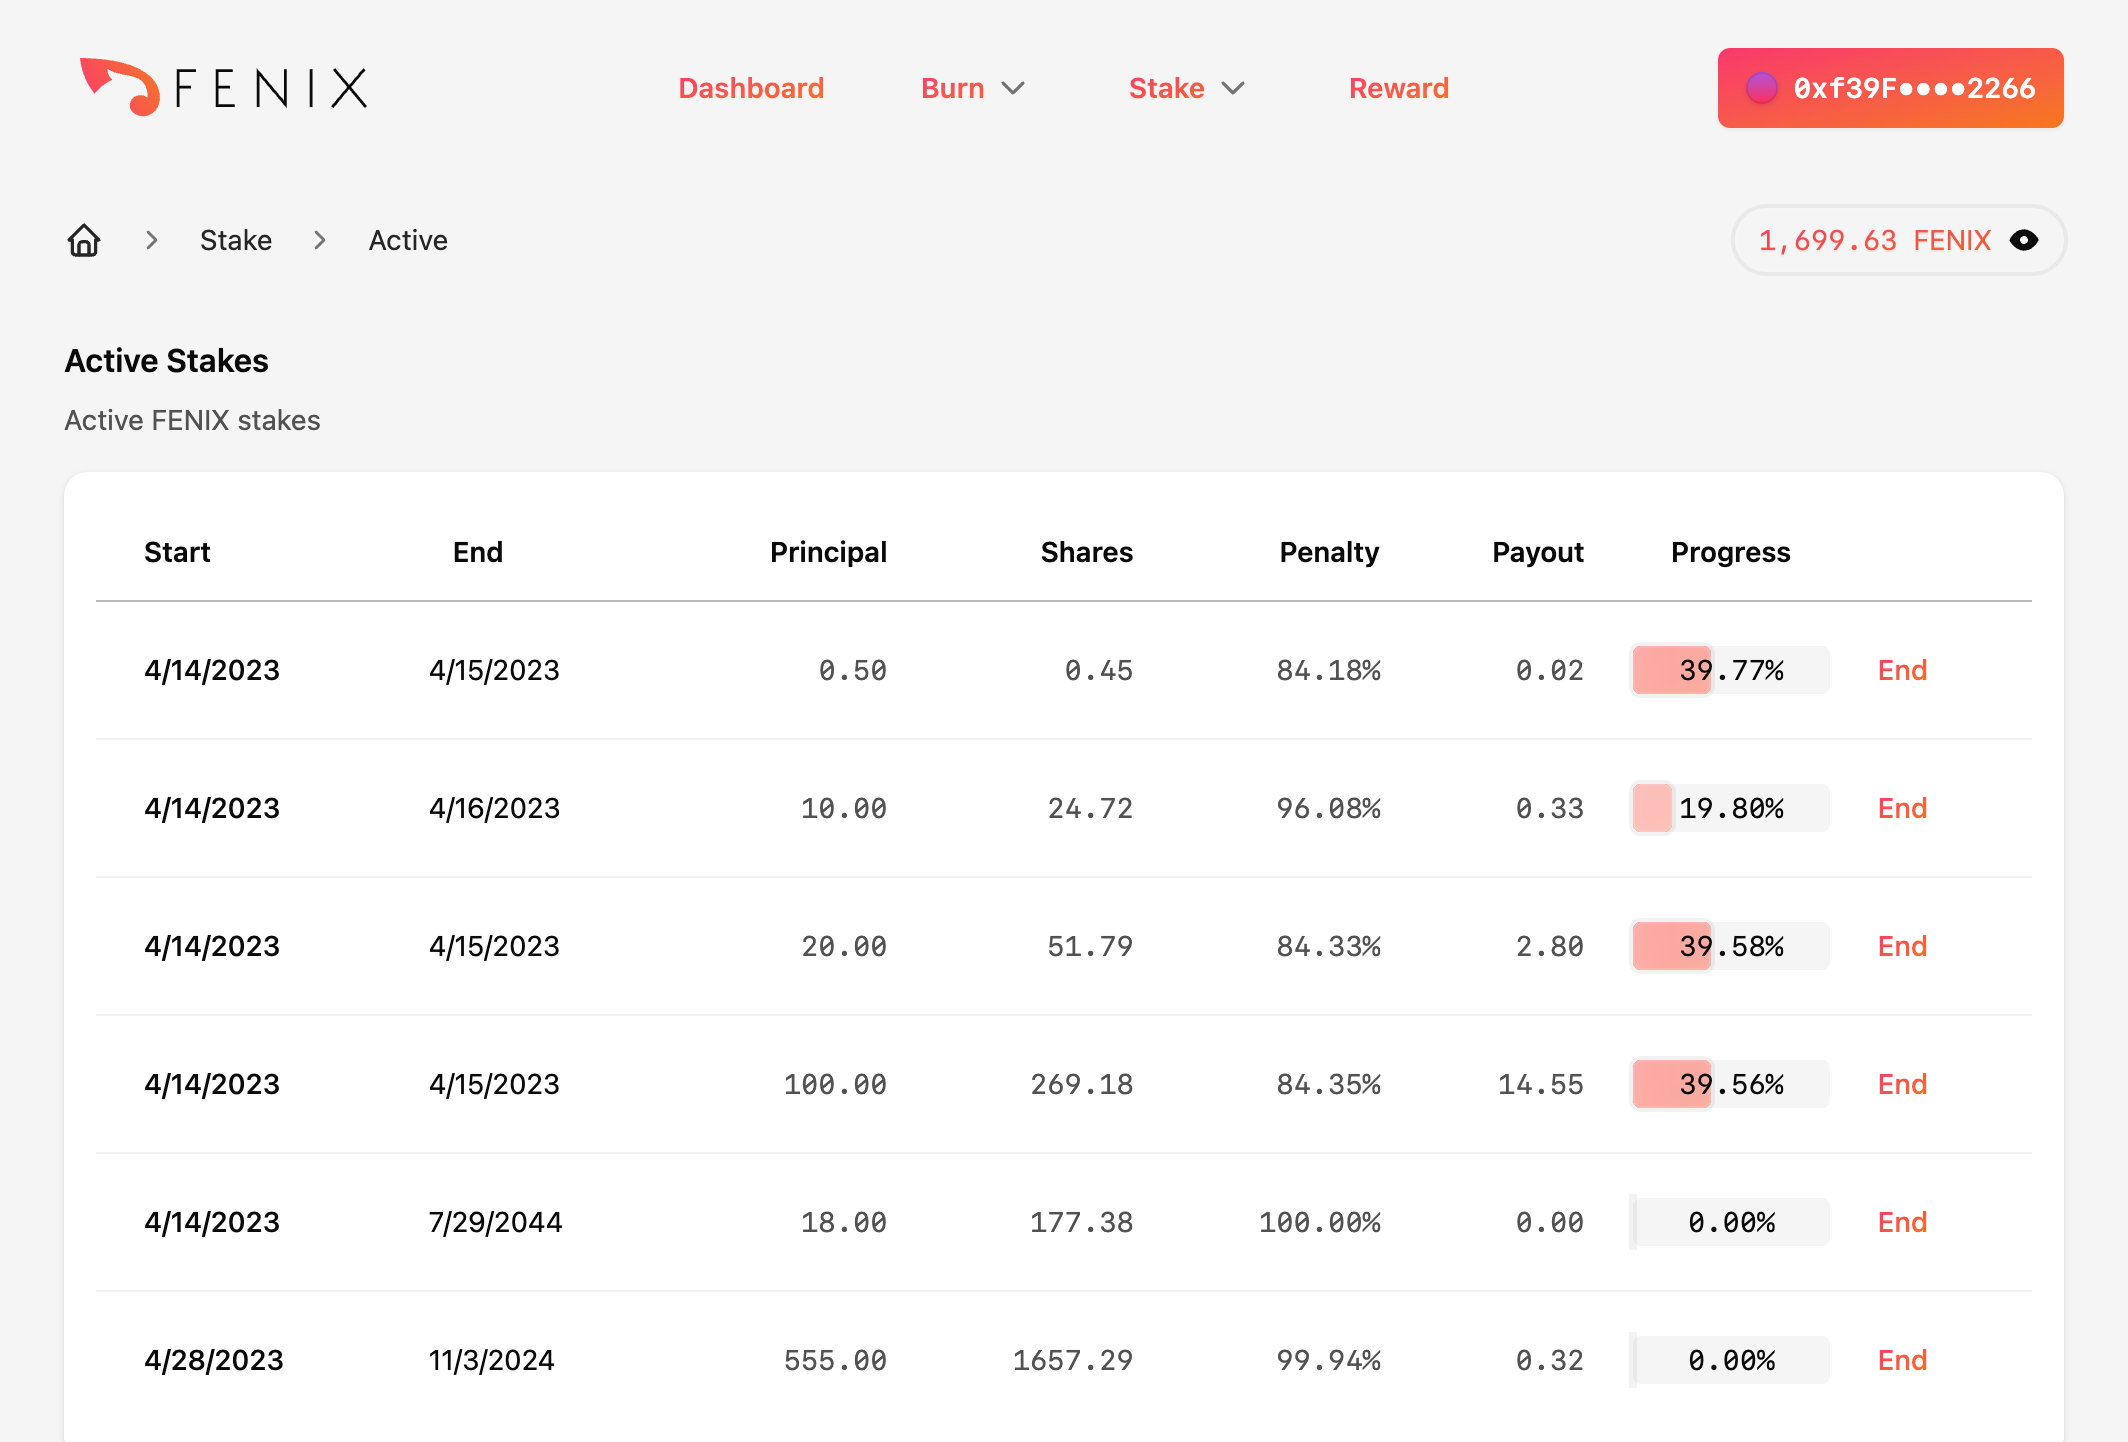 FENIX Dashboard Burn Stake Reward 0xf39F••••2266
Stake Active 1,699.63 FENIX
Active Stakes
Active FENIX stakes
Start End Principal Shares Penalty Payout Progress
4/14/2023 4/15/2023 0.50 0.45 84.18% 0.02 39.77% End
4/14/2023 4/16/2023 10.00 24.72 96.08% 0.33 19.80% End
4/14/2023 4/15/2023 20.00 51.79 84.33% 2.80 39.58% End
4/14/2023 4/15/2023 100.00 269.18 84.35% 14.55 39.56% End
4/14/2023 7/29/2044 18.00 177.38 100.00% 0.00 0.00% End
4/28/2023 11/3/2024 555.00 1657.29 99.94% 0.32 0.00% End